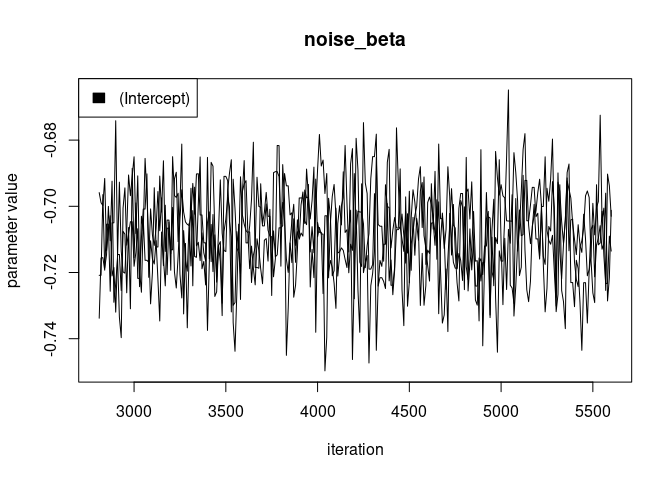 noise_beta
(Intercept)
parameter value
-0.68
-0.70
-0.72
-0.74
3000 3500 4000 4500 5000 5500
iteration